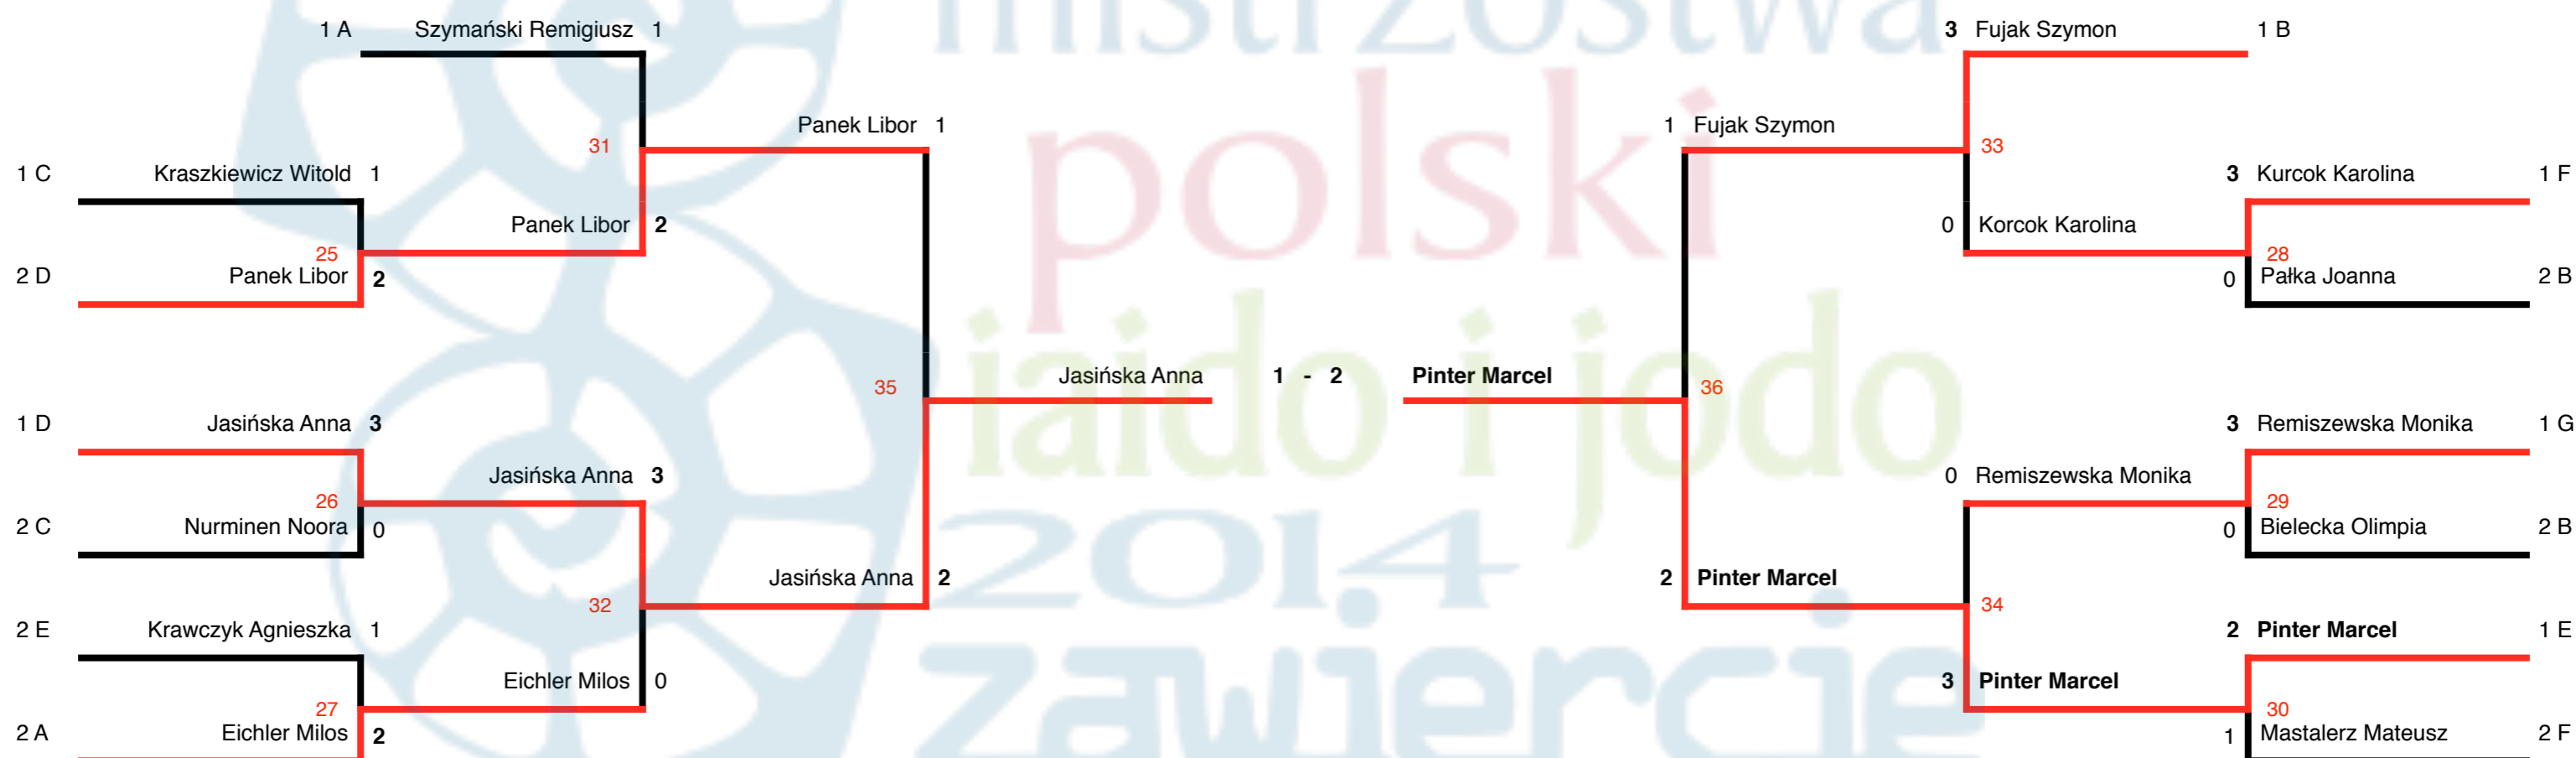 mistrzostwa
polski
iaido i jodo
2014
zawiercie
1 A Szymański Remigiusz 1
3 Fujak Szymon 1 B
Panek Libor 1
1 Fujak Szymon
31
33
1 C Kraszkiewicz Witold 1
3 Kurcok Karolina 1 F
Panek Libor 2
0 Korcok Karolina
25
28
2 D Panek Libor 2
0 Pałka Joanna 2 B
35
Jasińska Anna 1 - 2 Pinter Marcel
36
1 D Jasińska Anna 3
3 Remiszewska Monika 1 G
Jasińska Anna 3
0 Remiszewska Monika
26
29
2 C Nurminen Noora 0
0 Bielecka Olimpia 2 B
Jasińska Anna 2
2 Pinter Marcel
32
34
2 E Krawczyk Agnieszka 1
2 Pinter Marcel 1 E
Eichler Milos 0
3 Pinter Marcel
27
30
2 A Eichler Milos 2
1 Mastalerz Mateusz 2 F